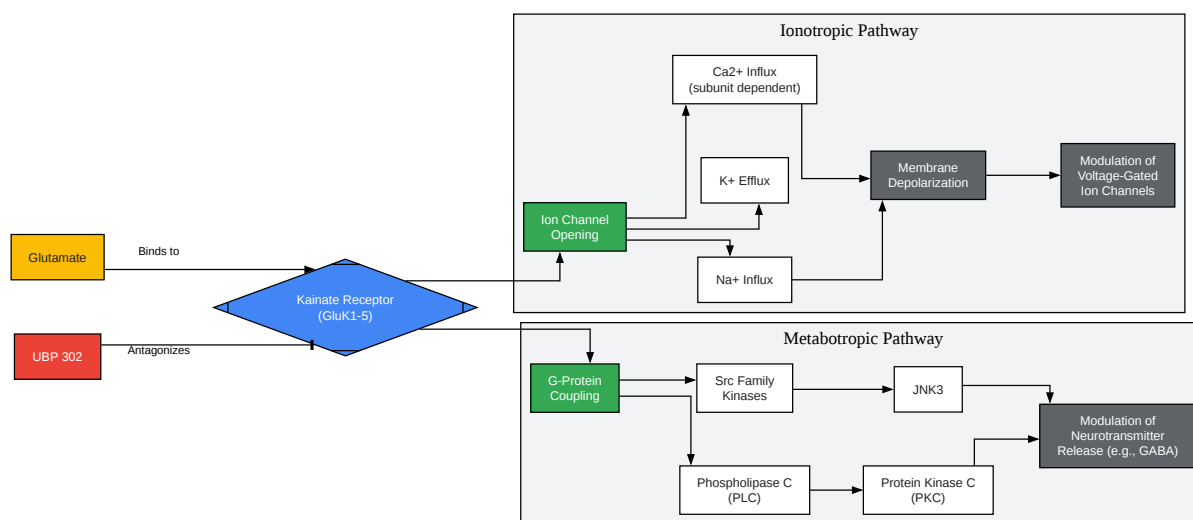 Ionotropic Pathway
Ca2+ Influx
(subunit dependent)
K+ Efflux
Membrane
Depolarization
Modulation of
Voltage-Gated
Ion Channels
Ion Channel
Opening
Na+ Influx
Glutamate
Binds to
Kainate Receptor
(GluK1-5)
UBP 302
Antagonizes
Metabotropic Pathway
G-Protein
Coupling
Src Family
Kinases
JNK3
Modulation of
Neurotransmitter
Release (e.g., GABA)
Phospholipase C
(PLC)
Protein Kinase C
(PKC)